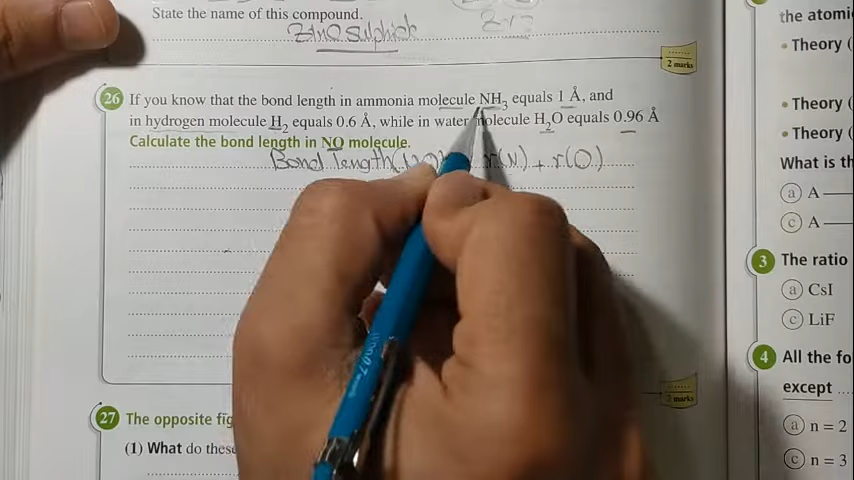 State the name of this compound.
Zinc sulphide
2 marks
26 If you know that the bond length in ammonia molecule NH3 equals 1 Å, and
in hydrogen molecule H2 equals 0.6 Å, while in water molecule H2O equals 0.96 Å
Calculate the bond length in NO molecule.
Bond length r(N) + r(O)
marks
27 The opposite fig
(1) What do these
the atomi
• Theory (
• Theory (
• Theory (
What is th
a A
c A
3 The ratio
a CsI
c LiF
4 All the fo
except
a n = 2
c n = 3